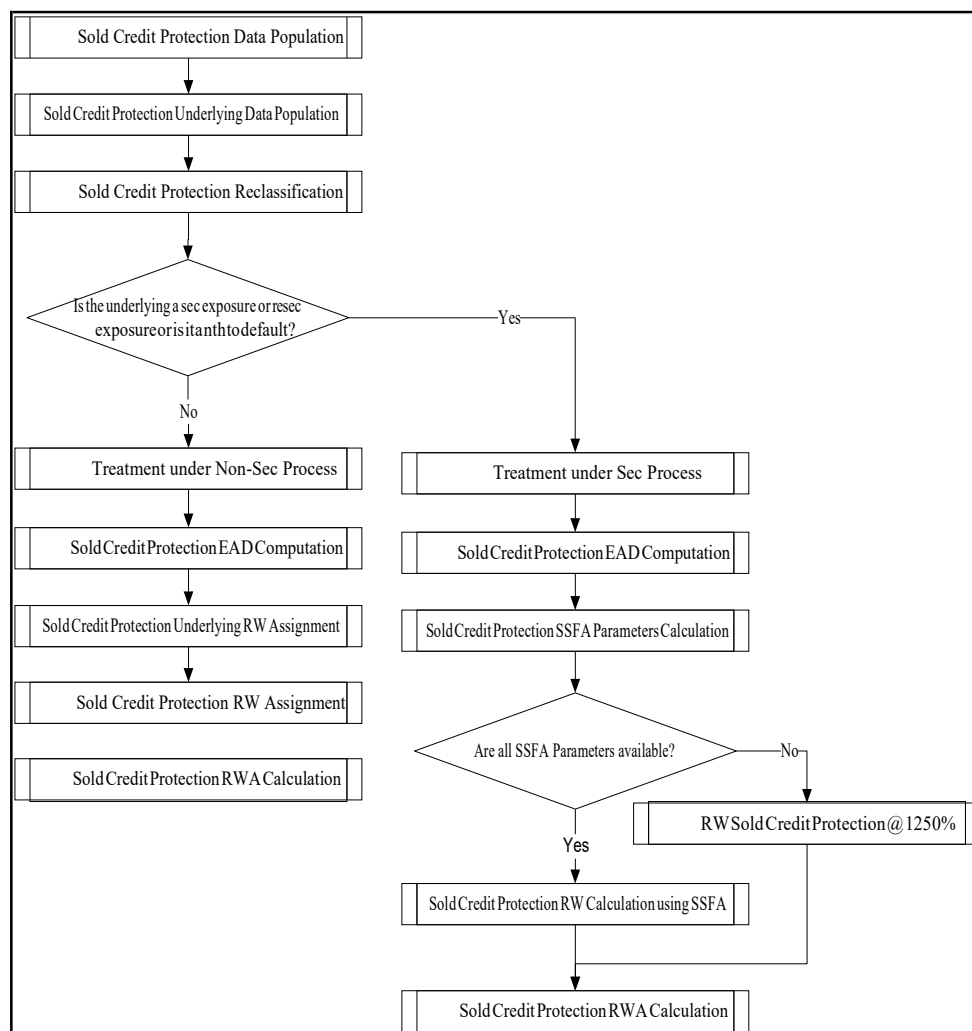 Sold Credit Protection Data Population
Sold Credit Protection Underlying Data Population
Sold Credit Protection Reclassification
Is the underlying a sec exposure or resec
exposure or is it an nth to default?
Yes
No
Treatment under Non-Sec Process
Treatment under Sec Process
Sold Credit Protection EAD Computation
Sold Credit Protection EAD Computation
Sold Credit Protection Underlying RW Assignment
Sold Credit Protection SSFA Parameters Calculation
Sold Credit Protection RW Assignment
Are all SSFA Parameters available?
No
Sold Credit Protection RWA Calculation
RW Sold Credit Protection @ 1250%
Yes
Sold Credit Protection RW Calculation using SSFA
Sold Credit Protection RWA Calculation